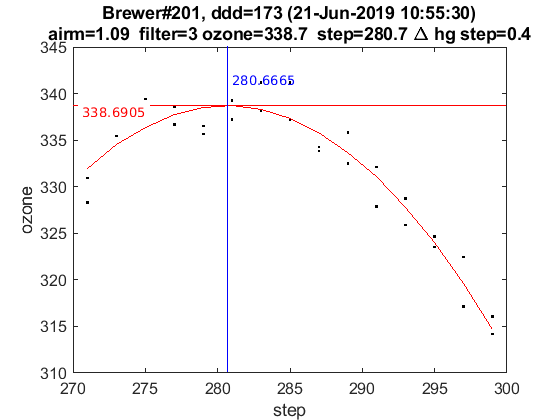 Brewer#201, ddd=173 (21-Jun-2019 10:55:30)
airm=1.09 filter=3 ozone=338.7 step=280.7 Δ hg step=0.4
345
340
335
330
325
320
315
310
ozone
280.6665
338.6905
270 275 280 285 290 295 300
step